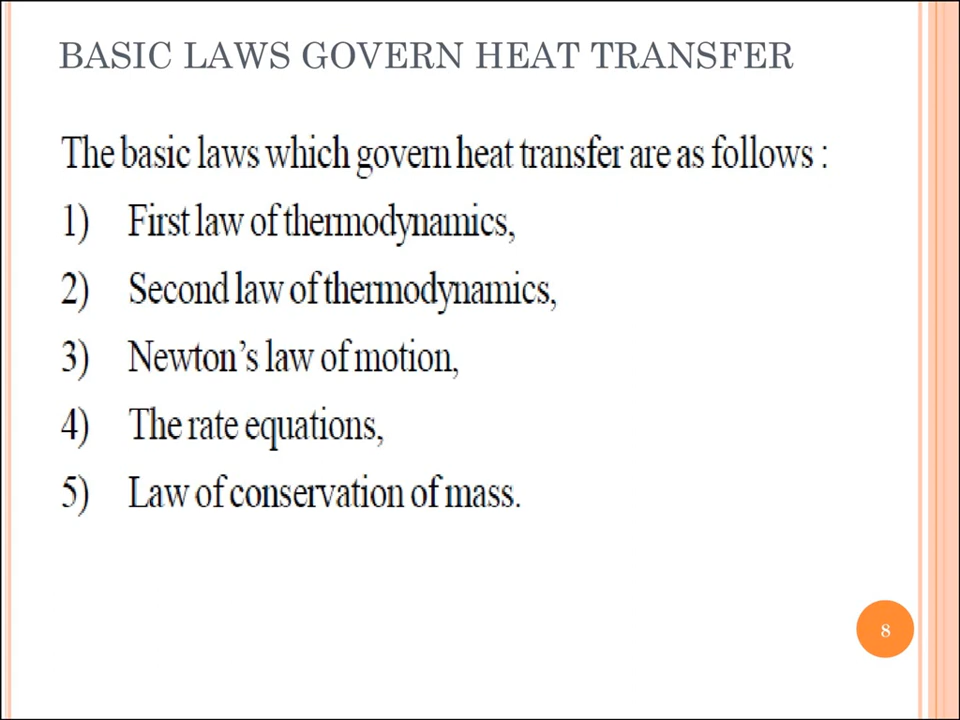 BASIC LAWS GOVERN HEAT TRANSFER
The basic laws which govern heat transfer are as follows :
1) First law of thermodynamics,
2) Second law of thermodynamics,
3) Newton’s law of motion,
4) The rate equations,
5) Law of conservation of mass.
8